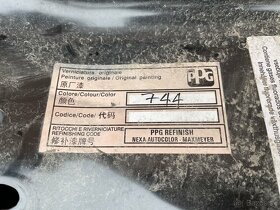 Verniciatura originale
Peinture originale / Original painting
原厂漆
PPG
Colore/Colour/Color
颜色
744
Codice/Code/代码
RITOCCHI E RIVERNICIATURE
REFINISHING CODE
修补漆牌号
PPG REFINISH
NEXA AUTOCOLOR - MAXMEYER